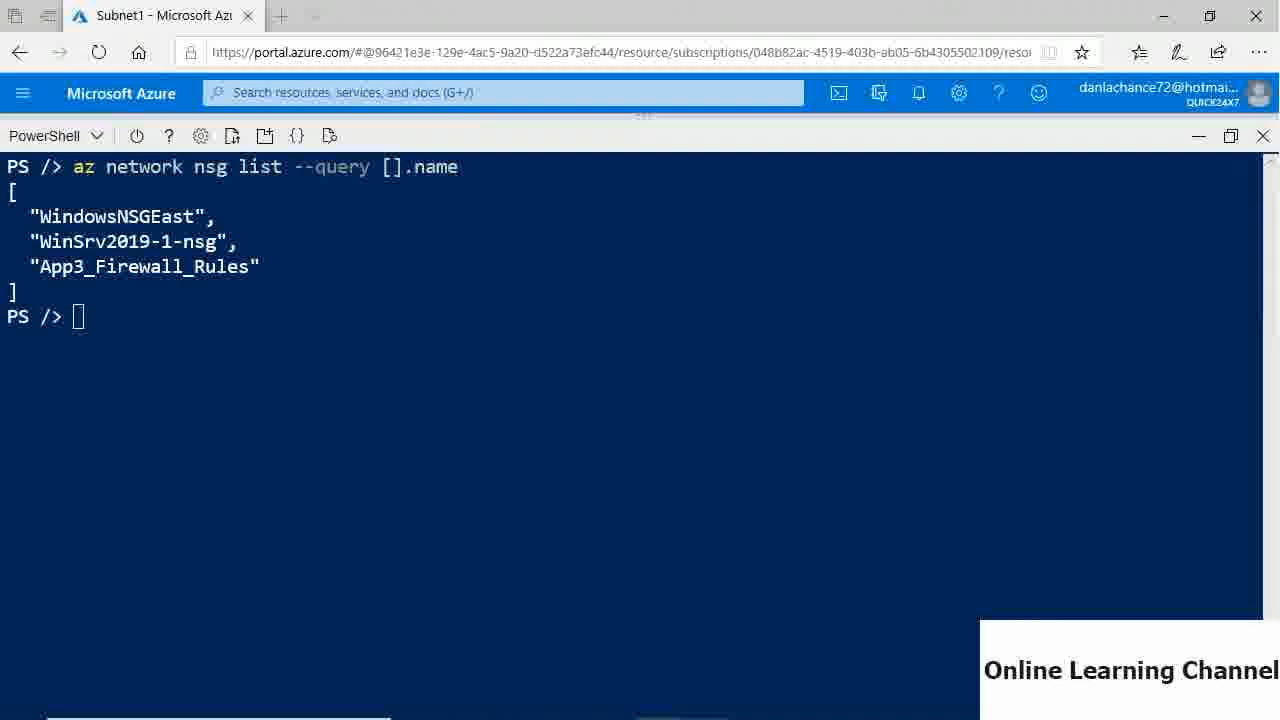 Subnet1 - Microsoft Azu
https://portal.azure.com/#@96421e3e-129e-4ac5-9a20-d522a73efc44/resource/subscriptions/048b82ac-4519-403b-ab05-6b4305502109/resou
Microsoft Azure
Search resources, services, and docs (G+/)
danlachance72@hotmai...
QUICK24X7
PowerShell
PS /> az network nsg list --query [].name
[
"WindowsNSGEast",
"WinSrv2019-1-nsg",
"App3_Firewall_Rules"
]
PS />
Online Learning Channel